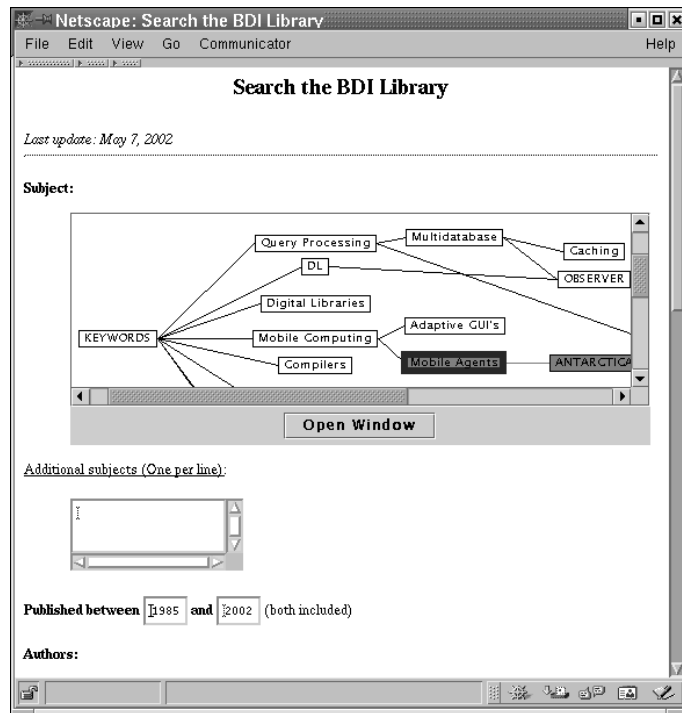 Netscape: Search the BDI Library
File Edit View Go Communicator Help
Search the BDI Library
Last update: May 7, 2002
Subject:
Query Processing
Multidatabase
Caching
DL
OBSERVER
Digital Libraries
KEYWORDS
Mobile Computing
Adaptive GUI's
Compilers
Mobile Agents
ANTARCTICA
Open Window
Additional subjects (One per line):
Published between 1985 and 2002 (both included)
Authors: